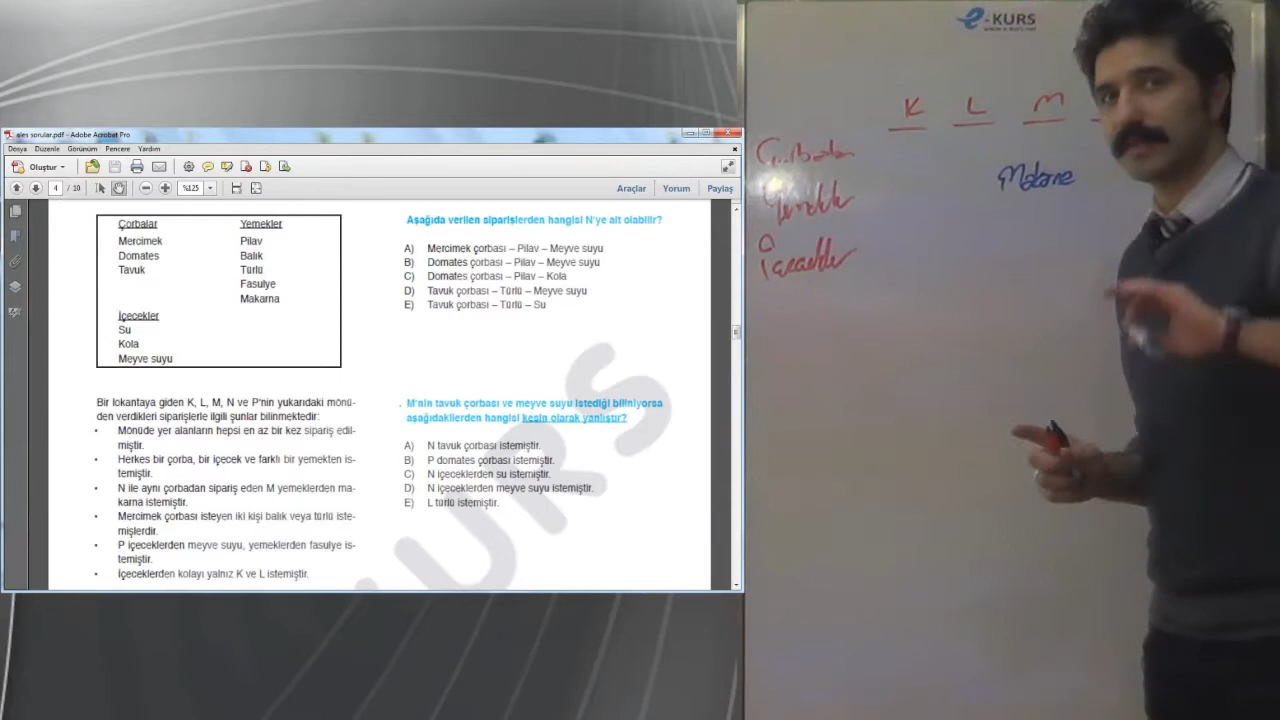 ales sorular.pdf - Adobe Acrobat Pro
Dosya Düzenle Görünüm Pencere Yardım
Oluştur
4 / 10 %125 Araçlar Yorum Paylaş
Çorbalar Yemekler
Mercimek Pilav
Domates Balık
Tavuk Türlü
Fasulye
Makarna
İçecekler
Su
Kola
Meyve suyu
Bir lokantaya giden K, L, M, N ve P'nin yukarıdaki mönü-
den verdikleri siparişlerle ilgili şunlar bilinmektedir:
• Mönüde yer alanların hepsi en az bir kez sipariş edil-
miştir.
• Herkes bir çorba, bir içecek ve farklı bir yemekten is-
temiştir.
• N ile aynı çorbadan sipariş eden M yemeklerden ma-
karna istemiştir.
• Mercimek çorbası isteyen iki kişi balık veya türlü iste-
mişlerdir.
• P içeceklerden meyve suyu, yemeklerden fasulye is-
temiştir.
• İçeceklerden kolayı yalnız K ve L istemiştir.
Aşağıda verilen siparişlerden hangisi N'ye ait olabilir?
A) Mercimek çorbası – Pilav – Meyve suyu
B) Domates çorbası – Pilav – Meyve suyu
C) Domates çorbası – Pilav – Kola
D) Tavuk çorbası – Türlü – Meyve suyu
E) Tavuk çorbası – Türlü – Su
. M'nin tavuk çorbası ve meyve suyu istediği biliniyorsa
aşağıdakilerden hangisi kesin olarak yanlıştır?
A) N tavuk çorbası istemiştir.
B) P domates çorbası istemiştir.
C) N içeceklerden su istemiştir.
D) N içeceklerden meyve suyu istemiştir.
E) L türlü istemiştir.
KURS
e-KURS
K L M
Çorbalar
Yemekler
İçecekler